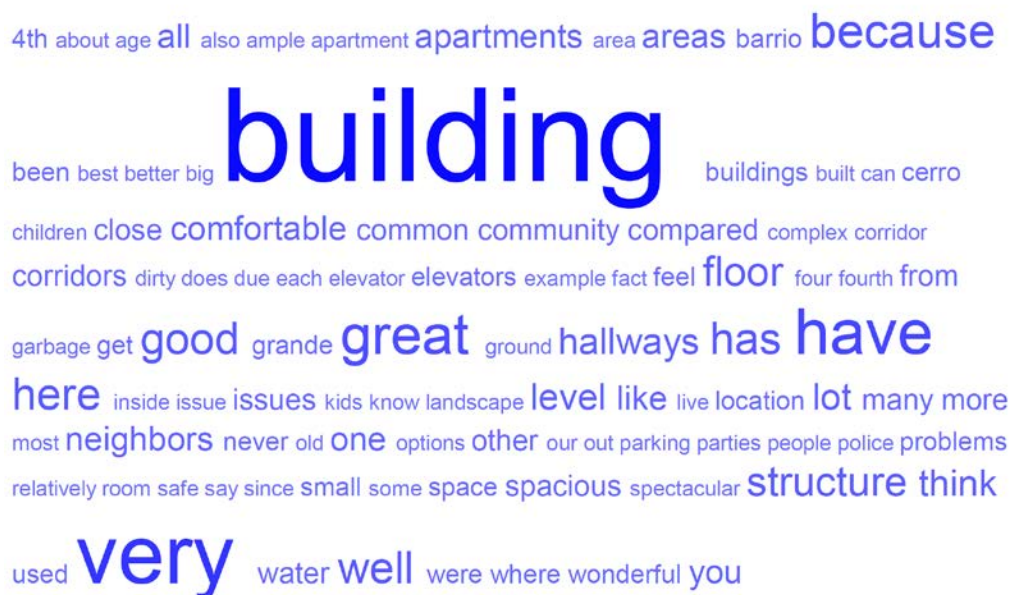 4th about age all also ample apartment apartments area areas barrio because
been best better big building buildings built can cerro
children close comfortable common community compared complex corridor
corridors dirty does due each elevator elevators example fact feel floor four fourth from
garbage get good grande great ground hallways has have
here inside issue issues kids know landscape level like live location lot many more
most neighbors never old one options other our out parking parties people police problems
relatively room safe say since small some space spacious spectacular structure think
used very water well were where wonderful you